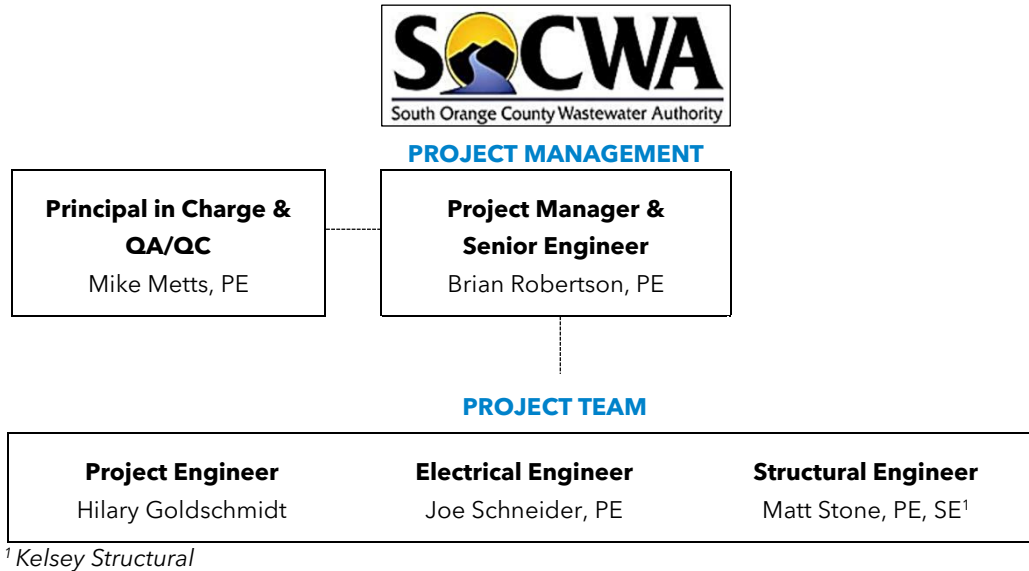 SOCWA
South Orange County Wastewater Authority
PROJECT MANAGEMENT
Principal in Charge &
QA/QC
Mike Metts, PE
Project Manager &
Senior Engineer
Brian Robertson, PE
PROJECT TEAM
Project Engineer
Hilary Goldschmidt
Electrical Engineer
Joe Schneider, PE
Structural Engineer
Matt Stone, PE, SE¹
¹ Kelsey Structural